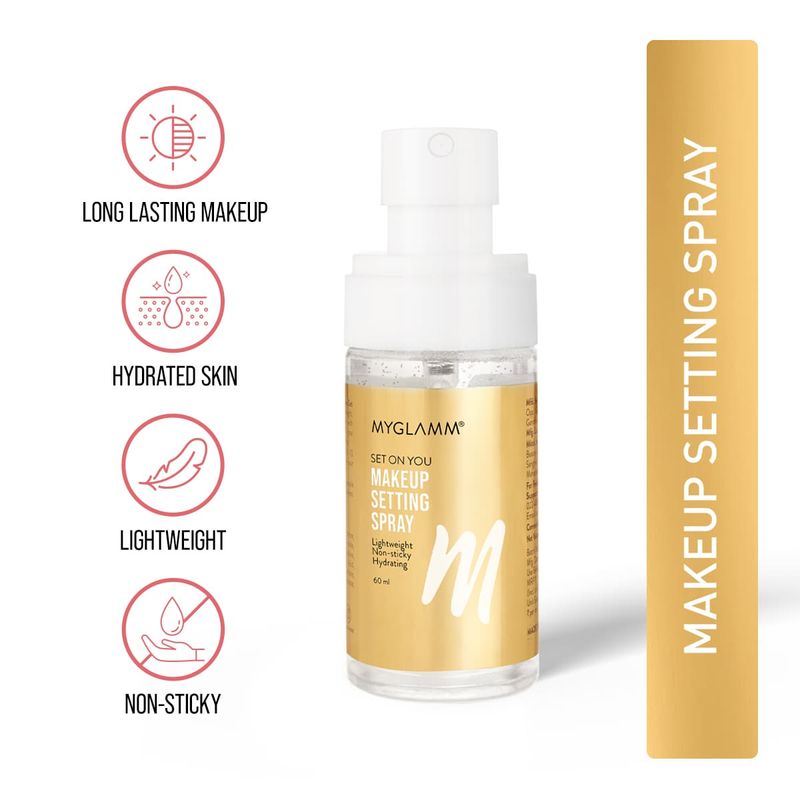 LONG LASTING MAKEUP
HYDRATED SKIN
LIGHTWEIGHT
NON-STICKY
MYGLAMM®
SET ON YOU
MAKEUP
SETTING
SPRAY
Lightweight
Non-sticky
Hydrating
60 ml
M
MAKEUP SETTING SPRAY